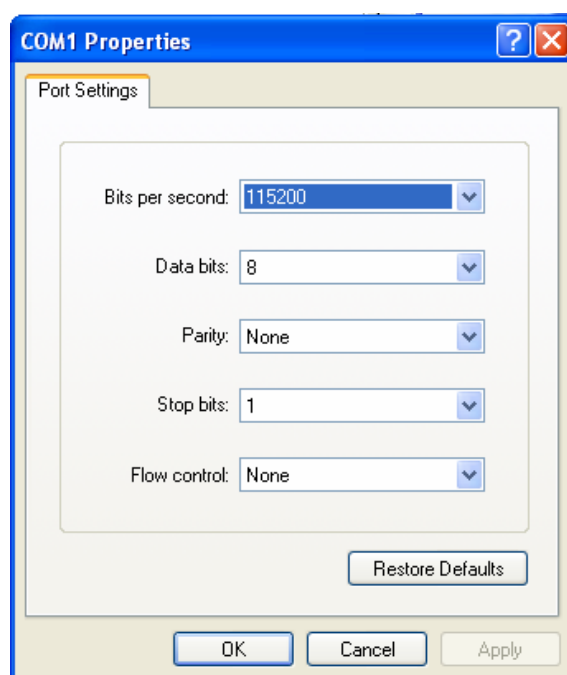 COM1 Properties
Port Settings
Bits per second: 115200
Data bits: 8
Parity: None
Stop bits: 1
Flow control: None
Restore Defaults
OK Cancel Apply